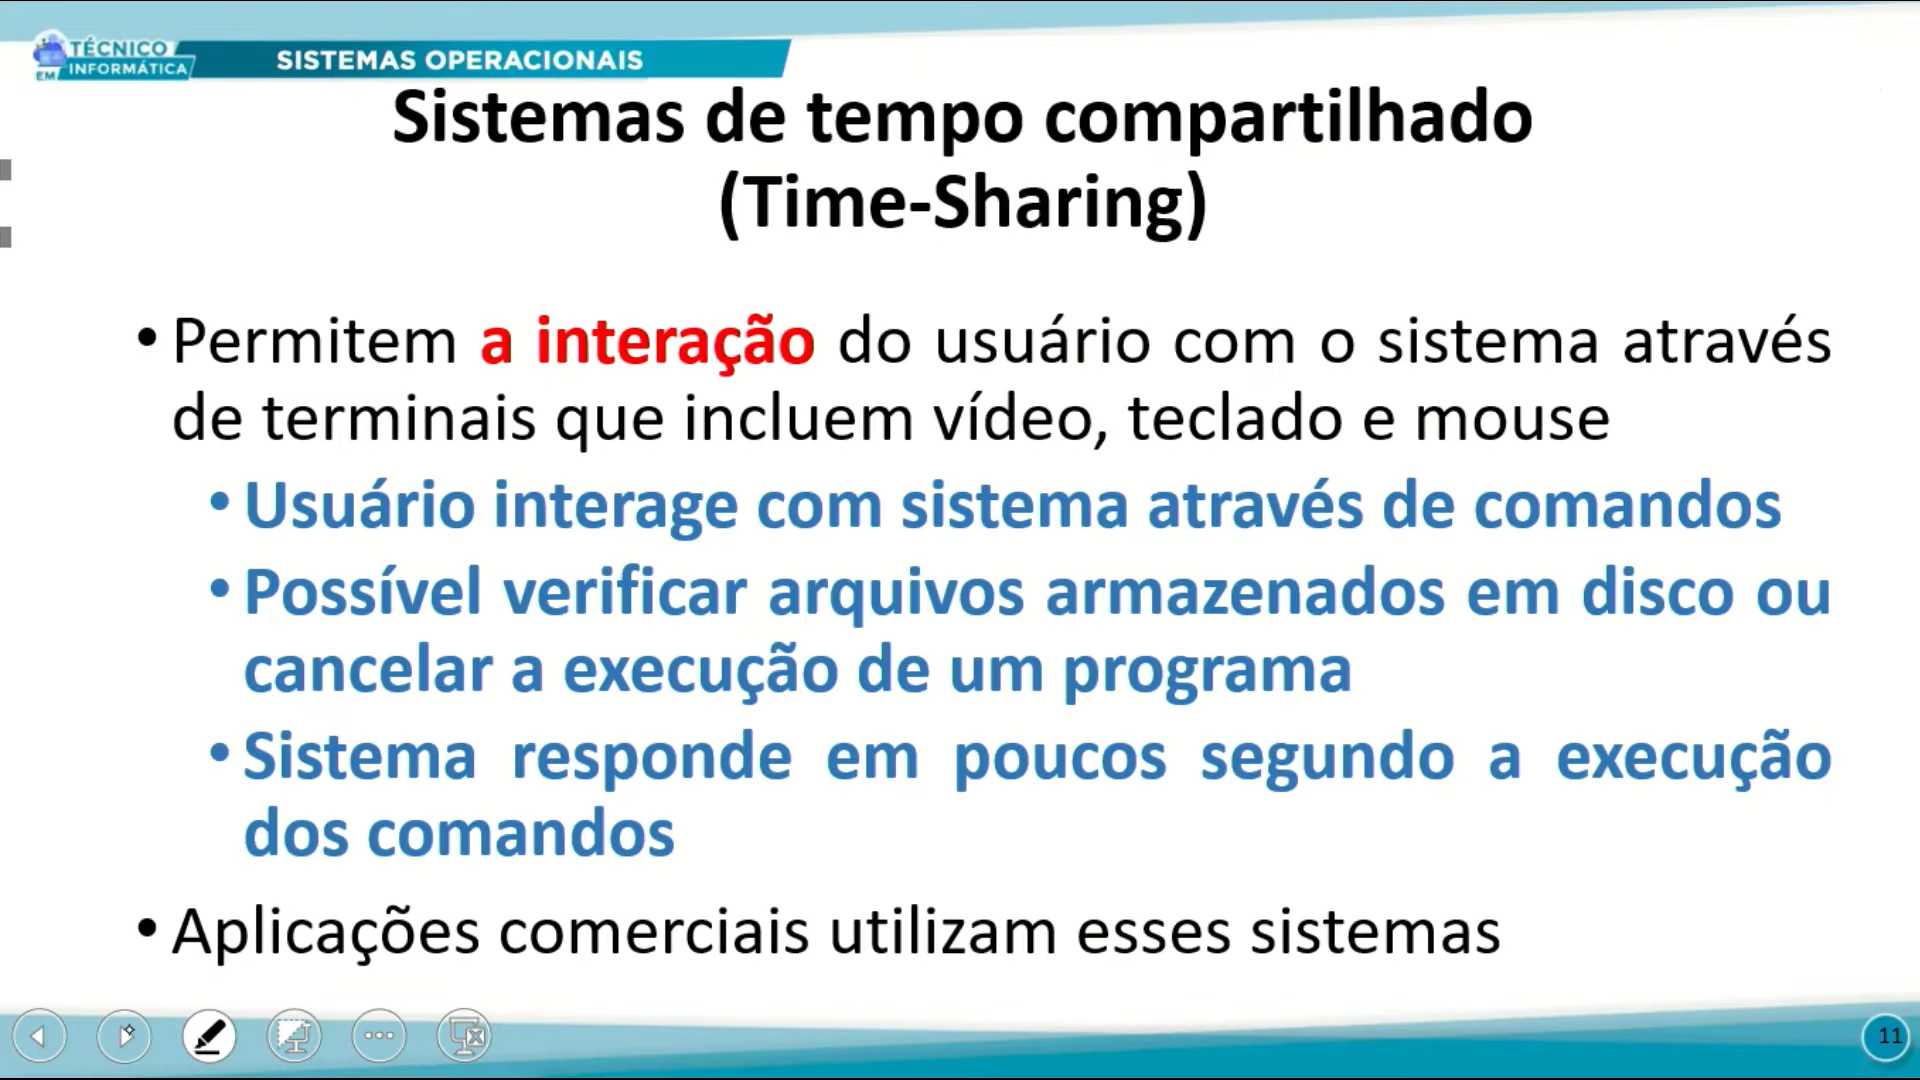 TÉCNICO
EM INFORMÁTICA
SISTEMAS OPERACIONAIS
Sistemas de tempo compartilhado
(Time-Sharing)
• Permitem a interação do usuário com o sistema através
de terminais que incluem vídeo, teclado e mouse
• Usuário interage com sistema através de comandos
• Possível verificar arquivos armazenados em disco ou
cancelar a execução de um programa
• Sistema responde em poucos segundo a execução
dos comandos
• Aplicações comerciais utilizam esses sistemas
11